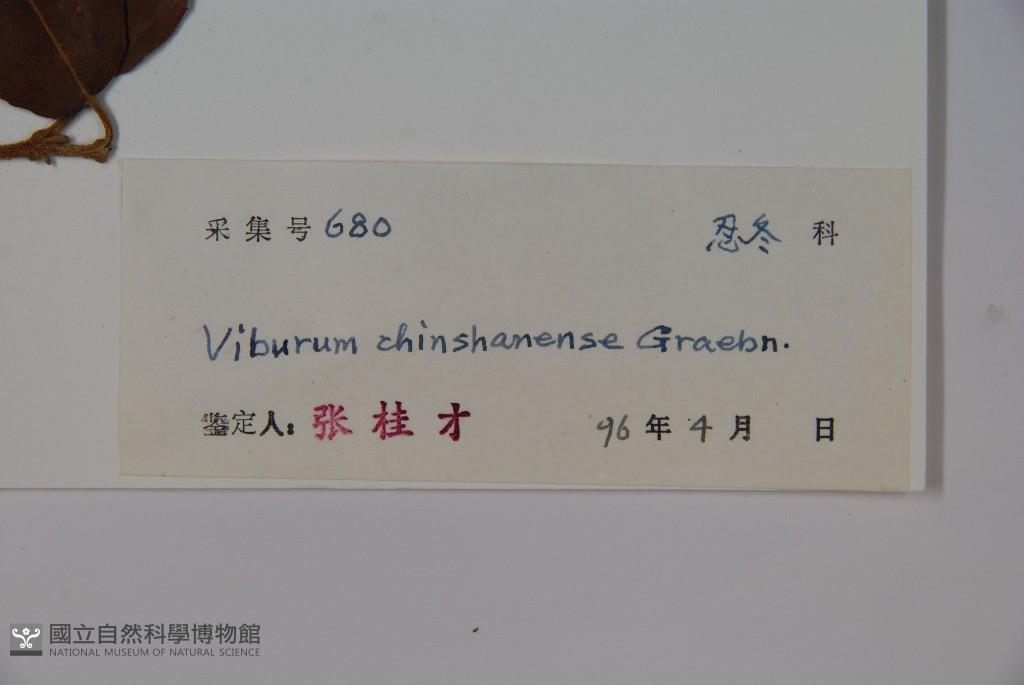 采集号 680 忍冬 科
Viburum chinshanense Graebn.
鉴定人: 张桂才 96 年 4 月 日
國立自然科學博物館
NATIONAL MUSEUM OF NATURAL SCIENCE